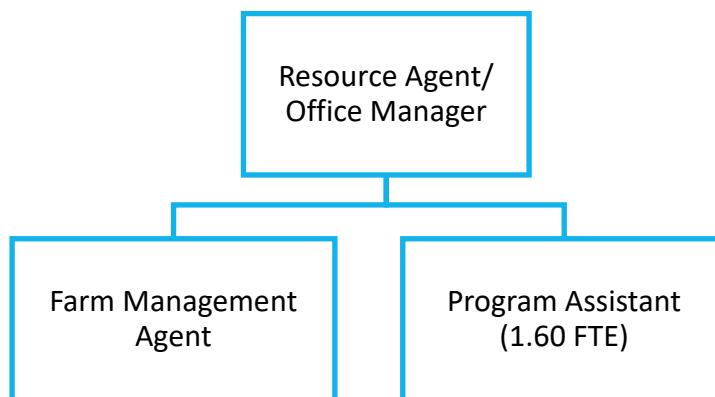 Resource Agent/
Office Manager
Farm Management
Agent
Program Assistant
(1.60 FTE)